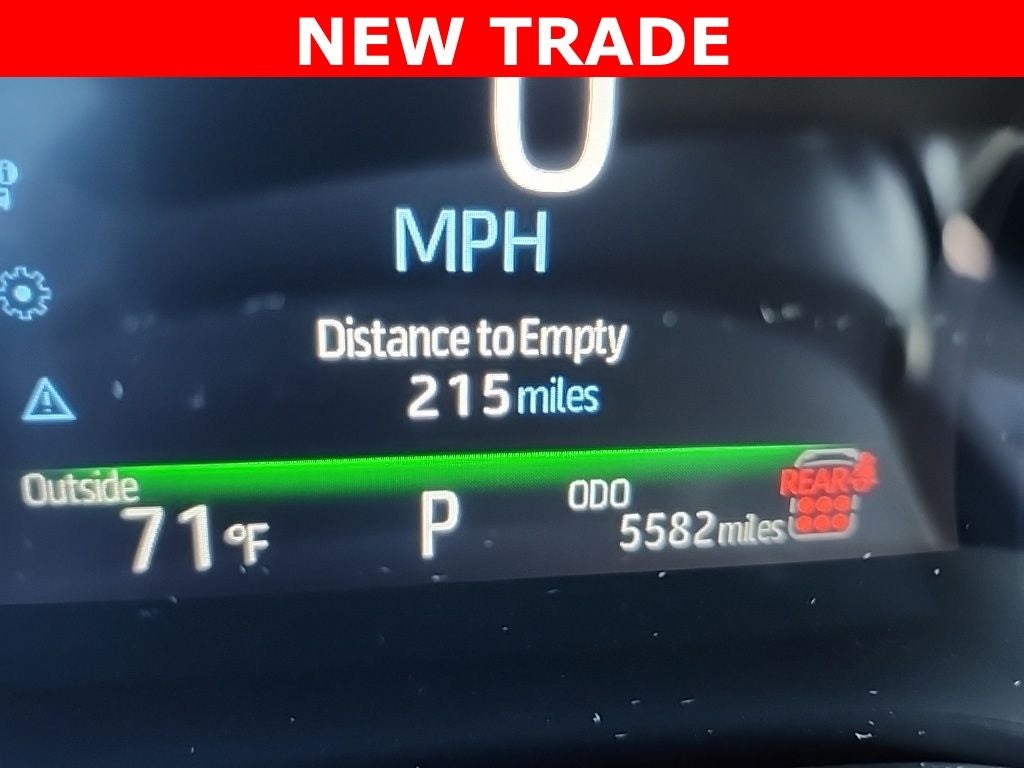 NEW TRADE
0
MPH
Distance to Empty
215 miles
Outside
71°F
P
ODO
5582 miles
REAR